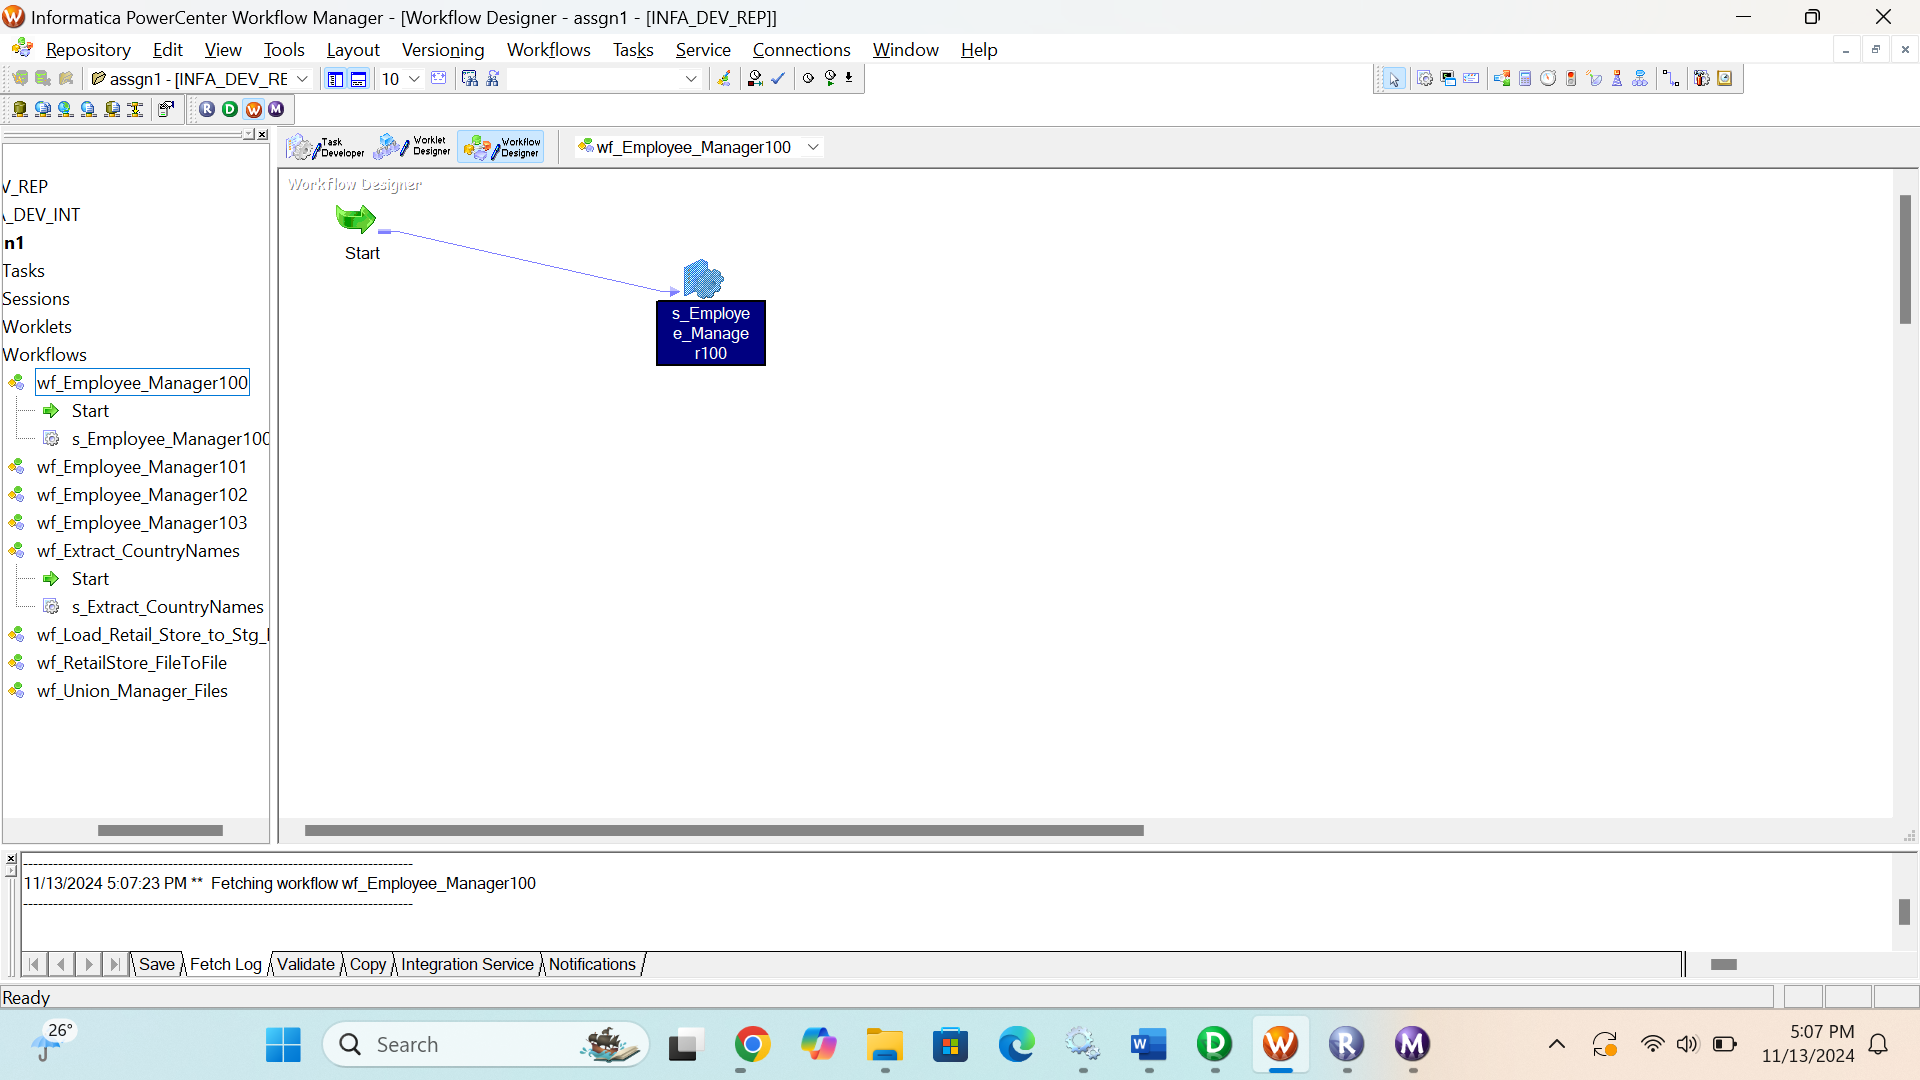 Informatica PowerCenter Workflow Manager - [Workflow Designer - assgn1 - [INFA_DEV_REP]]
Repository Edit View Tools Layout Versioning Workflows Tasks Service Connections Window Help
assgn1 - [INFA_DEV_RE 10
R D W M
Task Developer Worklet Designer Workflow Designer wf_Employee_Manager100
V_REP
_DEV_INT
n1
Tasks
Sessions
Worklets
Workflows
wf_Employee_Manager100
Start
s_Employee_Manager100
wf_Employee_Manager101
wf_Employee_Manager102
wf_Employee_Manager103
wf_Extract_CountryNames
Start
s_Extract_CountryNames
wf_Load_Retail_Store_to_Stg_
wf_RetailStore_FileToFile
wf_Union_Manager_Files
Workflow Designer
Start
s_Employe
e_Manage
r100
11/13/2024 5:07:23 PM ** Fetching workflow wf_Employee_Manager100
Save Fetch Log Validate Copy Integration Service Notifications
Ready
26°
Search
W D W R M
5:07 PM
11/13/2024